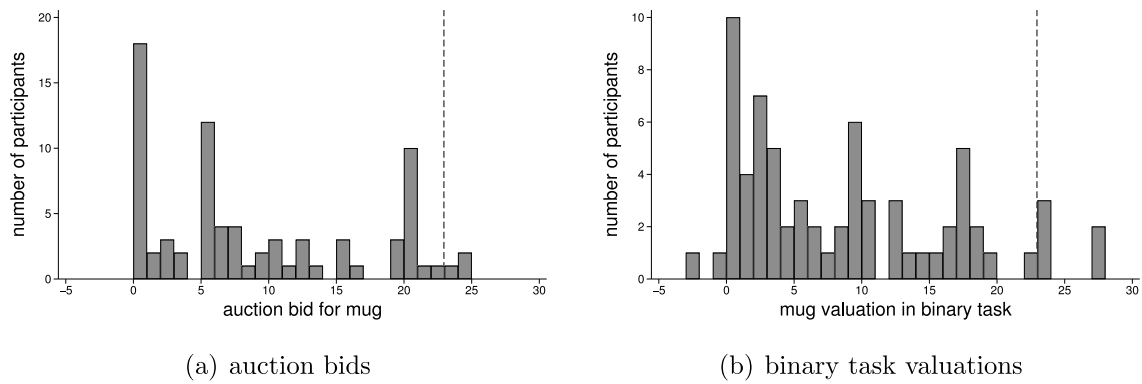 number of participants
20
15
10
5
0
-5 0 5 10 15 20 25 30
auction bid for mug
(a) auction bids
number of participants
10
8
6
4
2
0
-5 0 5 10 15 20 25 30
mug valuation in binary task
(b) binary task valuations